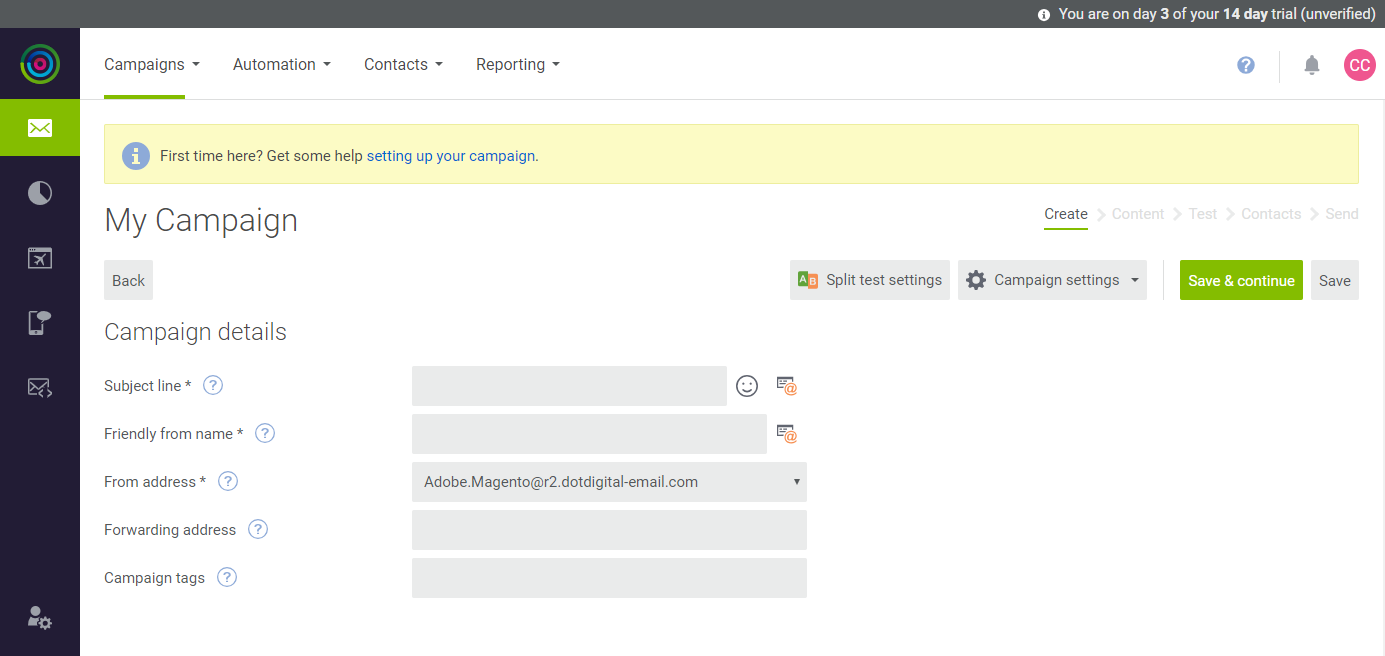 You are on day 3 of your 14 day trial (unverified)
Campaigns Automation Contacts Reporting ? CC
First time here? Get some help setting up your campaign.
My Campaign
Create Content Test Contacts Send
Back A B Split test settings Campaign settings Save & continue Save
Campaign details
Subject line * ?
Friendly from name * ?
From address * ? Adobe.Magento@r2.dotdigital-email.com
Forwarding address ?
Campaign tags ?